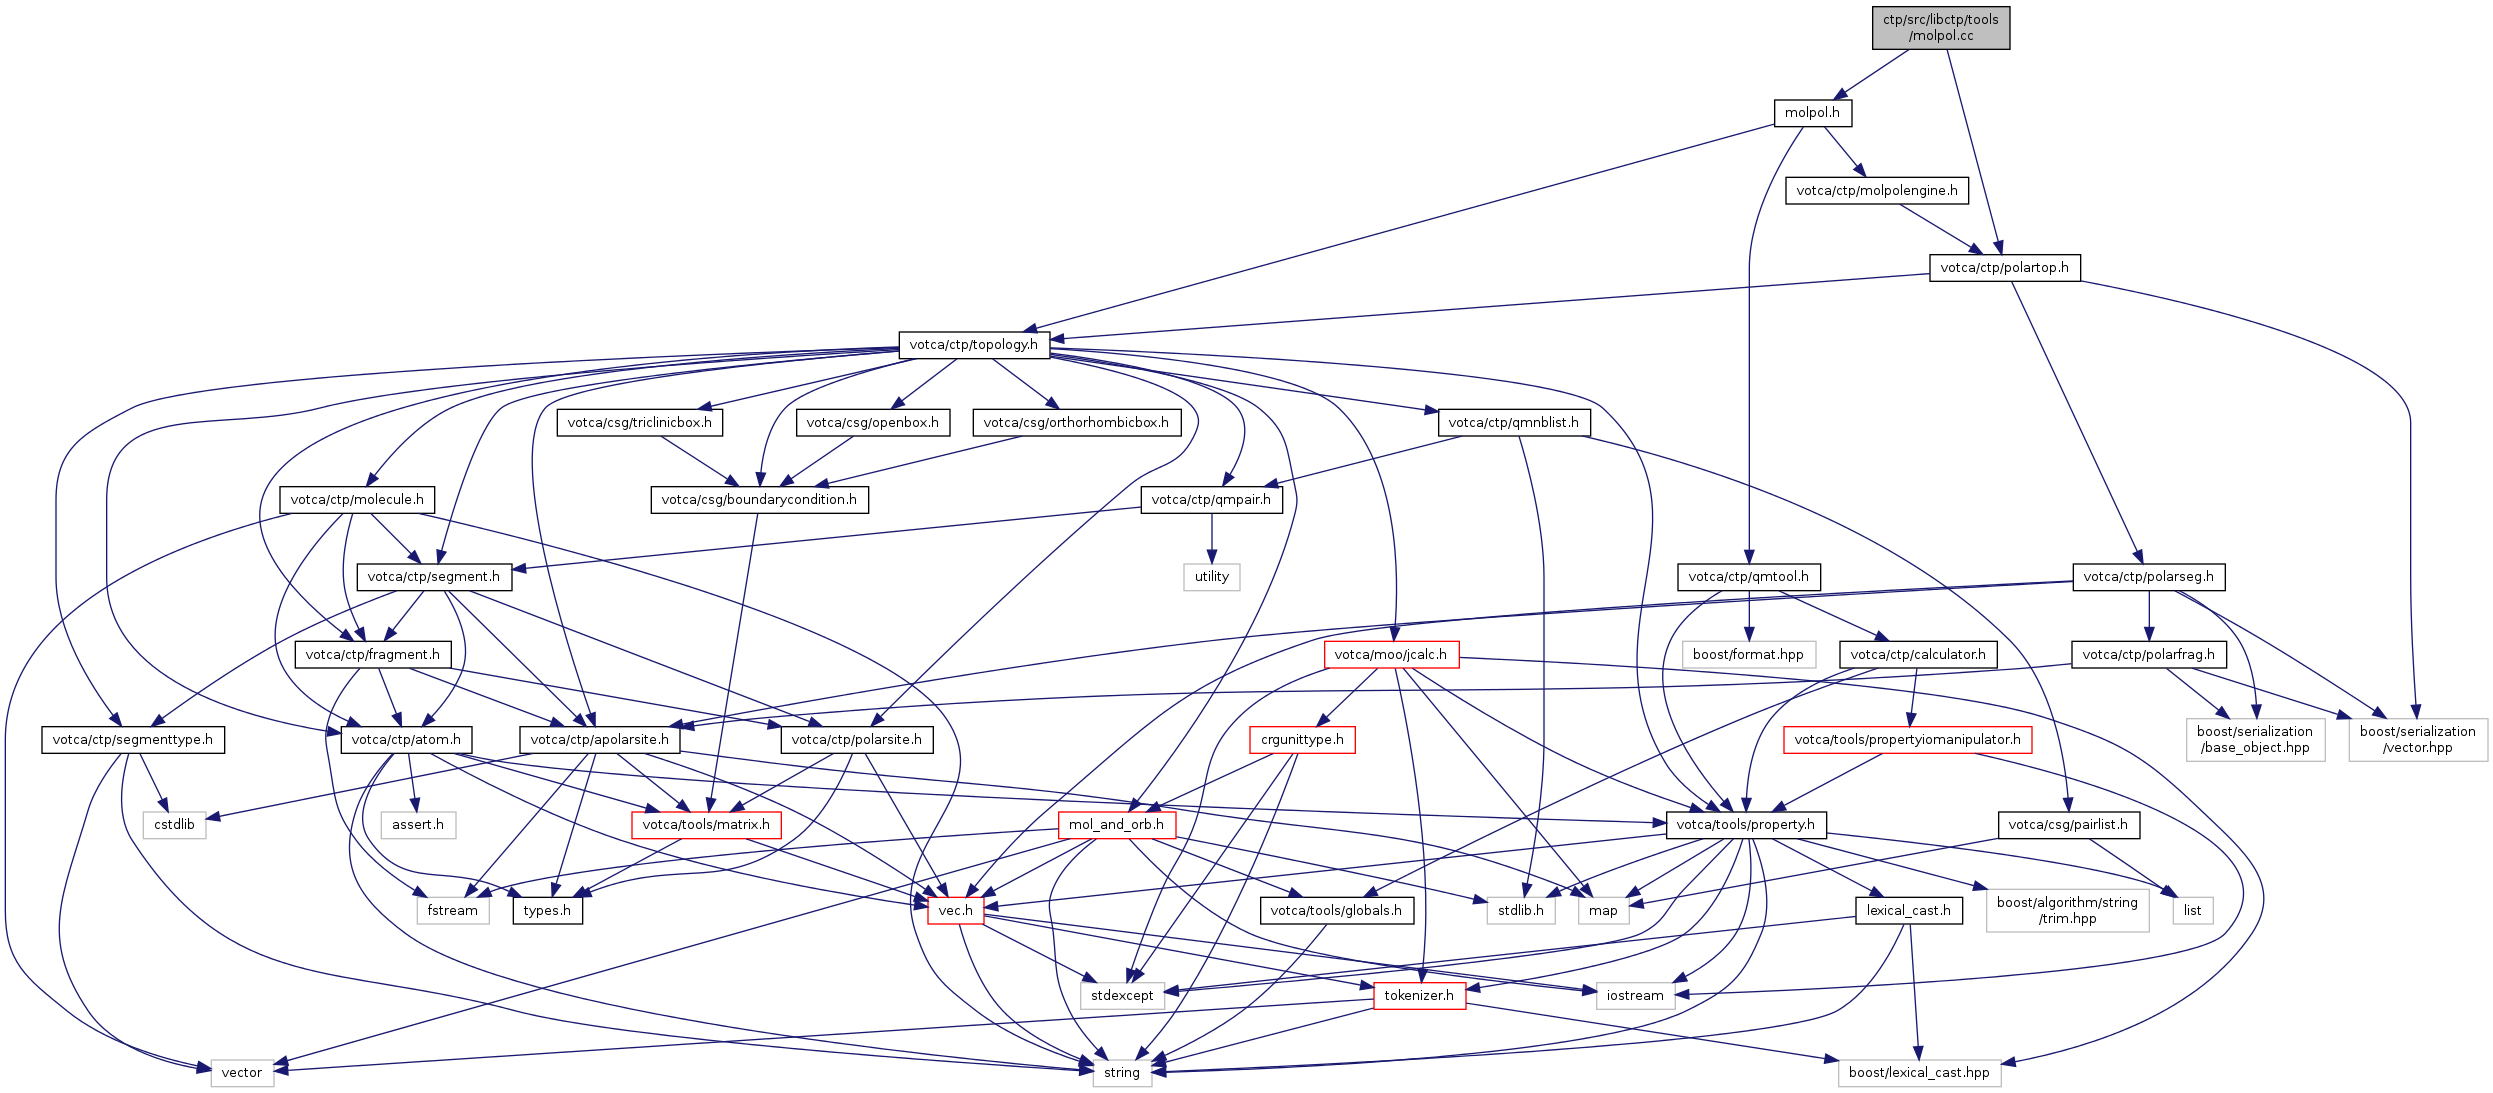 ctp/src/libctp/tools
/molpol.cc
molpol.h
votca/ctp/molpolengine.h
votca/ctp/polartop.h
votca/ctp/topology.h
votca/csg/triclinicbox.h
votca/csg/openbox.h
votca/csg/orthorhombicbox.h
votca/ctp/qmnblist.h
votca/ctp/molecule.h
votca/csg/boundarycondition.h
votca/ctp/qmpair.h
votca/ctp/segment.h
utility
votca/ctp/qmtool.h
votca/ctp/polarseg.h
votca/ctp/fragment.h
votca/moo/jcalc.h
boost/format.hpp
votca/ctp/calculator.h
votca/ctp/polarfrag.h
votca/ctp/segmenttype.h
votca/ctp/atom.h
votca/ctp/apolarsite.h
votca/ctp/polarsite.h
crgunittype.h
votca/tools/propertyiomanipulator.h
boost/serialization
/base_object.hpp
boost/serialization
/vector.hpp
cstdlib
assert.h
votca/tools/matrix.h
mol_and_orb.h
votca/tools/property.h
votca/csg/pairlist.h
fstream
types.h
vec.h
votca/tools/globals.h
stdlib.h
map
lexical_cast.h
boost/algorithm/string
/trim.hpp
list
stdexcept
tokenizer.h
iostream
vector
string
boost/lexical_cast.hpp